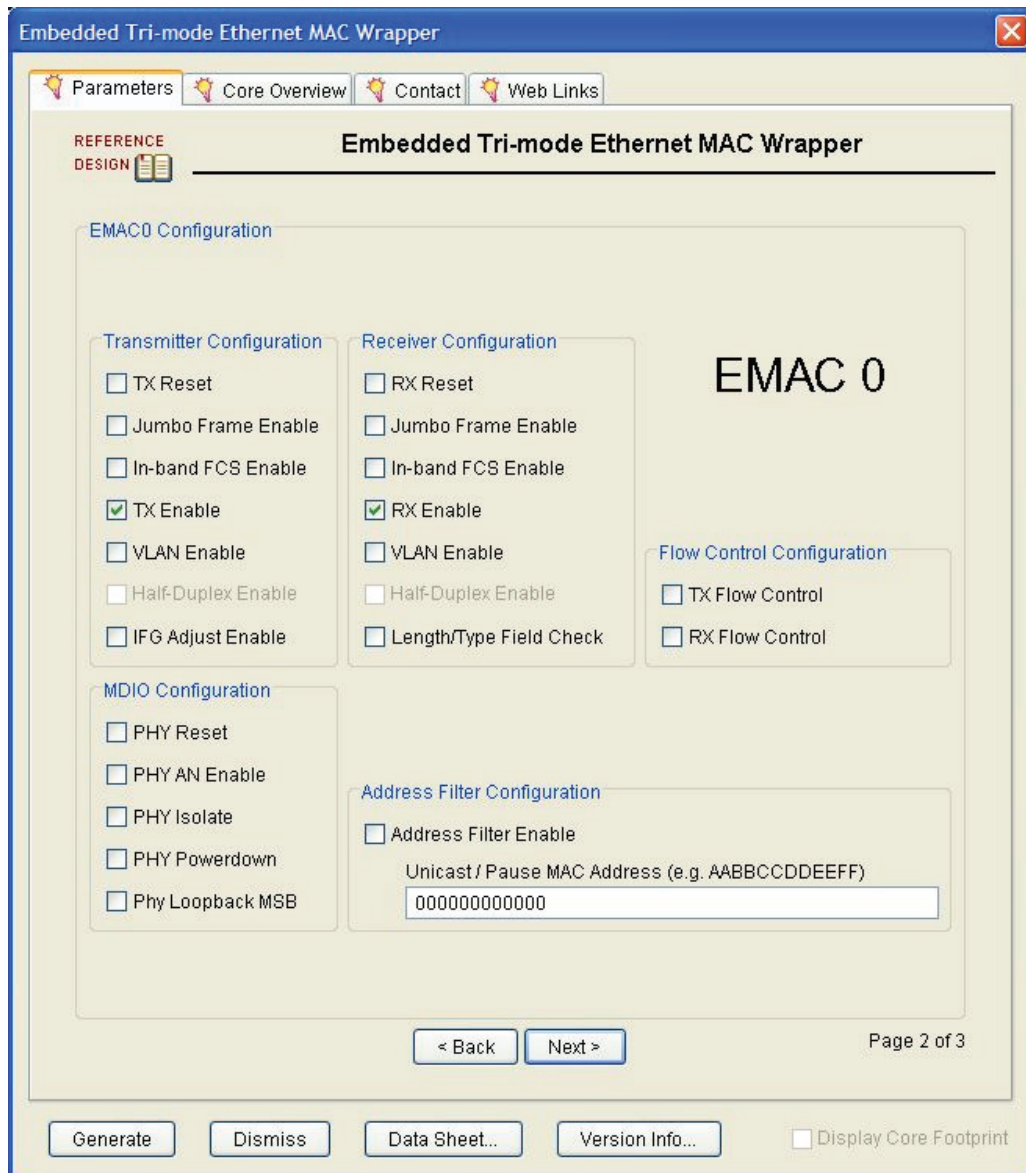 Embedded Tri-mode Ethernet MAC Wrapper
Parameters
Core Overview
Contact
Web Links
REFERENCE
DESIGN
Embedded Tri-mode Ethernet MAC Wrapper
EMAC0 Configuration
Transmitter Configuration
TX Reset
Jumbo Frame Enable
In-band FCS Enable
TX Enable
VLAN Enable
Half-Duplex Enable
IFG Adjust Enable
Receiver Configuration
RX Reset
Jumbo Frame Enable
In-band FCS Enable
RX Enable
VLAN Enable
Half-Duplex Enable
Length/Type Field Check
EMAC 0
Flow Control Configuration
TX Flow Control
RX Flow Control
MDIO Configuration
PHY Reset
PHY AN Enable
PHY Isolate
PHY Powerdown
Phy Loopback MSB
Address Filter Configuration
Address Filter Enable
Unicast / Pause MAC Address (e.g. AABBCCDDEEFF)
000000000000
< Back
Next >
Page 2 of 3
Generate
Dismiss
Data Sheet...
Version Info...
Display Core Footprint